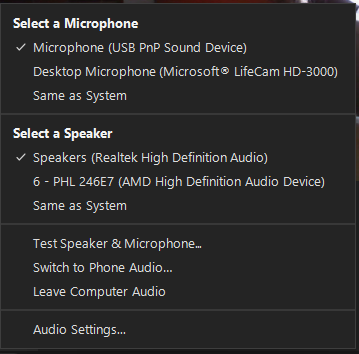 Select a Microphone
Microphone (USB PnP Sound Device)
Desktop Microphone (Microsoft® LifeCam HD-3000)
Same as System
Select a Speaker
Speakers (Realtek High Definition Audio)
6 - PHL 246E7 (AMD High Definition Audio Device)
Same as System
Test Speaker & Microphone...
Switch to Phone Audio...
Leave Computer Audio
Audio Settings...